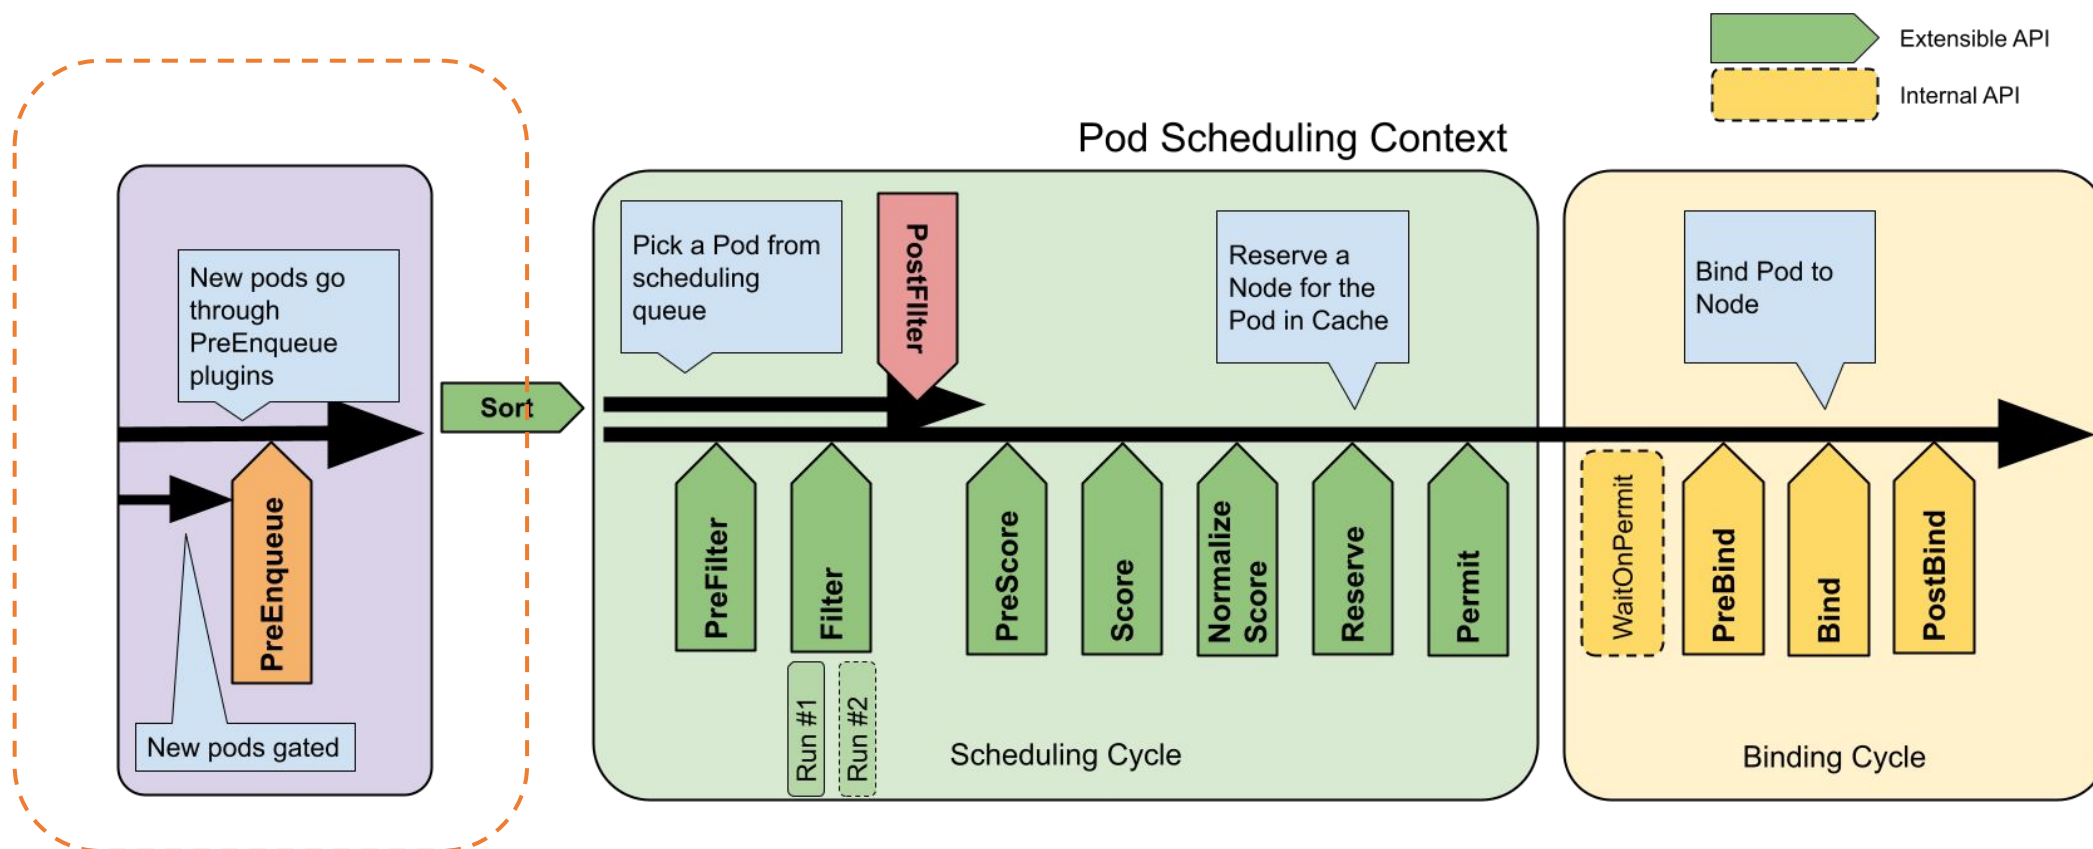 Extensible API
Internal API
Pod Scheduling Context
New pods go
through
PreEnqueue
plugins
PreEnqueue
New pods gated
Sort
Pick a Pod from
scheduling
queue
PostFIlter
Reserve a
Node for the
Pod in Cache
PreFilter
Filter
Run #1
Run #2
PreScore
Score
Normalize
Score
Reserve
Permit
Scheduling Cycle
Bind Pod to
Node
WaitOnPermit
PreBind
Bind
PostBind
Binding Cycle